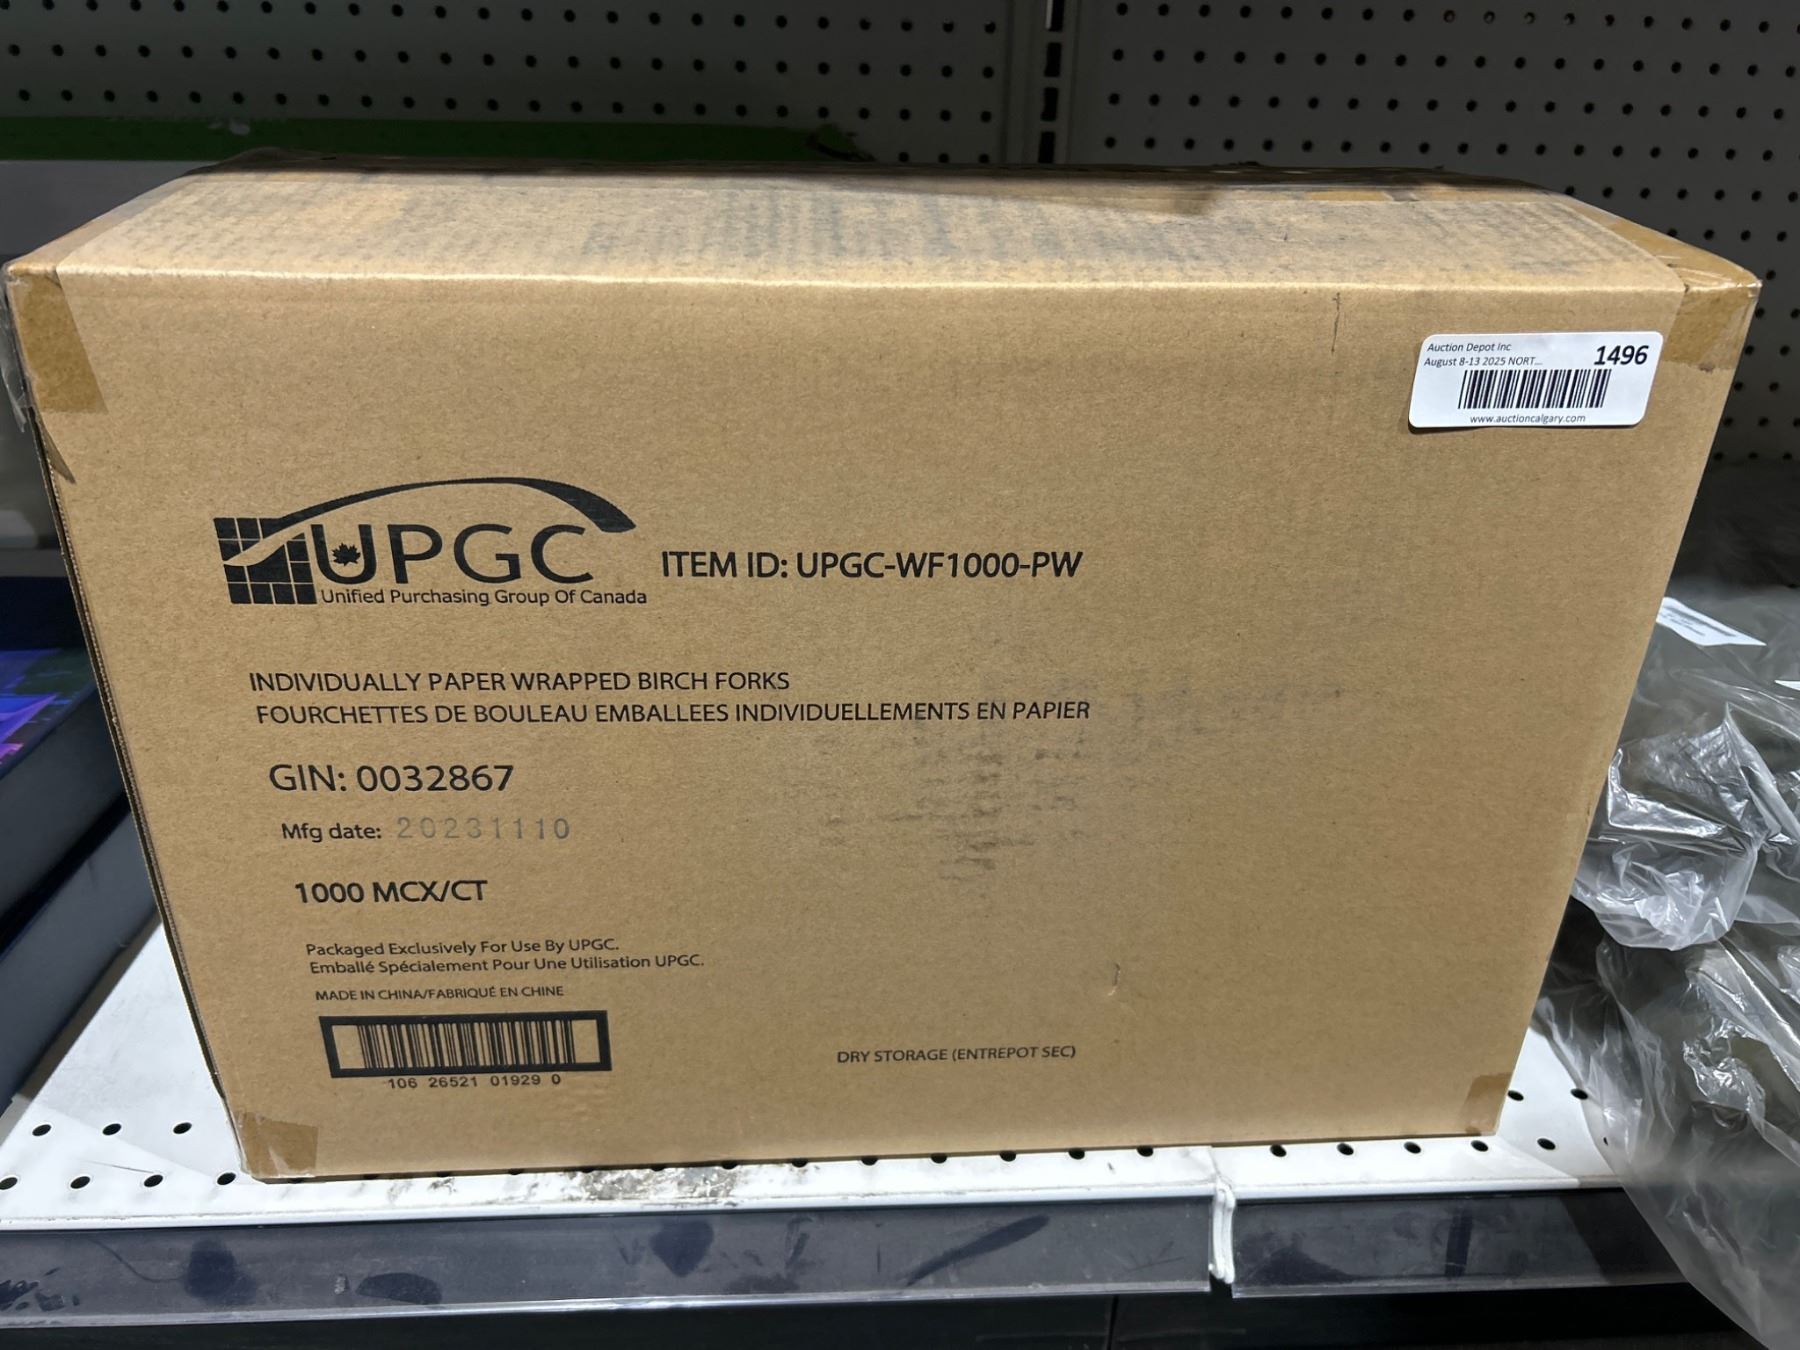 Auction Depot Inc
August 8-13 2025 NORT...
1496
www.auctioncalgary.com
UPGC
Unified Purchasing Group Of Canada
ITEM ID: UPGC-WF1000-PW
INDIVIDUALLY PAPER WRAPPED BIRCH FORKS
FOURCHETTES DE BOULEAU EMBALLEES INDIVIDUELLEMENTS EN PAPIER
GIN: 0032867
Mfg date: 20231110
1000 MCX/CT
Packaged Exclusively For Use By UPGC.
Emballé Spécialement Pour Une Utilisation UPGC.
MADE IN CHINA/FABRIQUÉ EN CHINE
106 26521 01929 0
DRY STORAGE (ENTREPOT SEC)